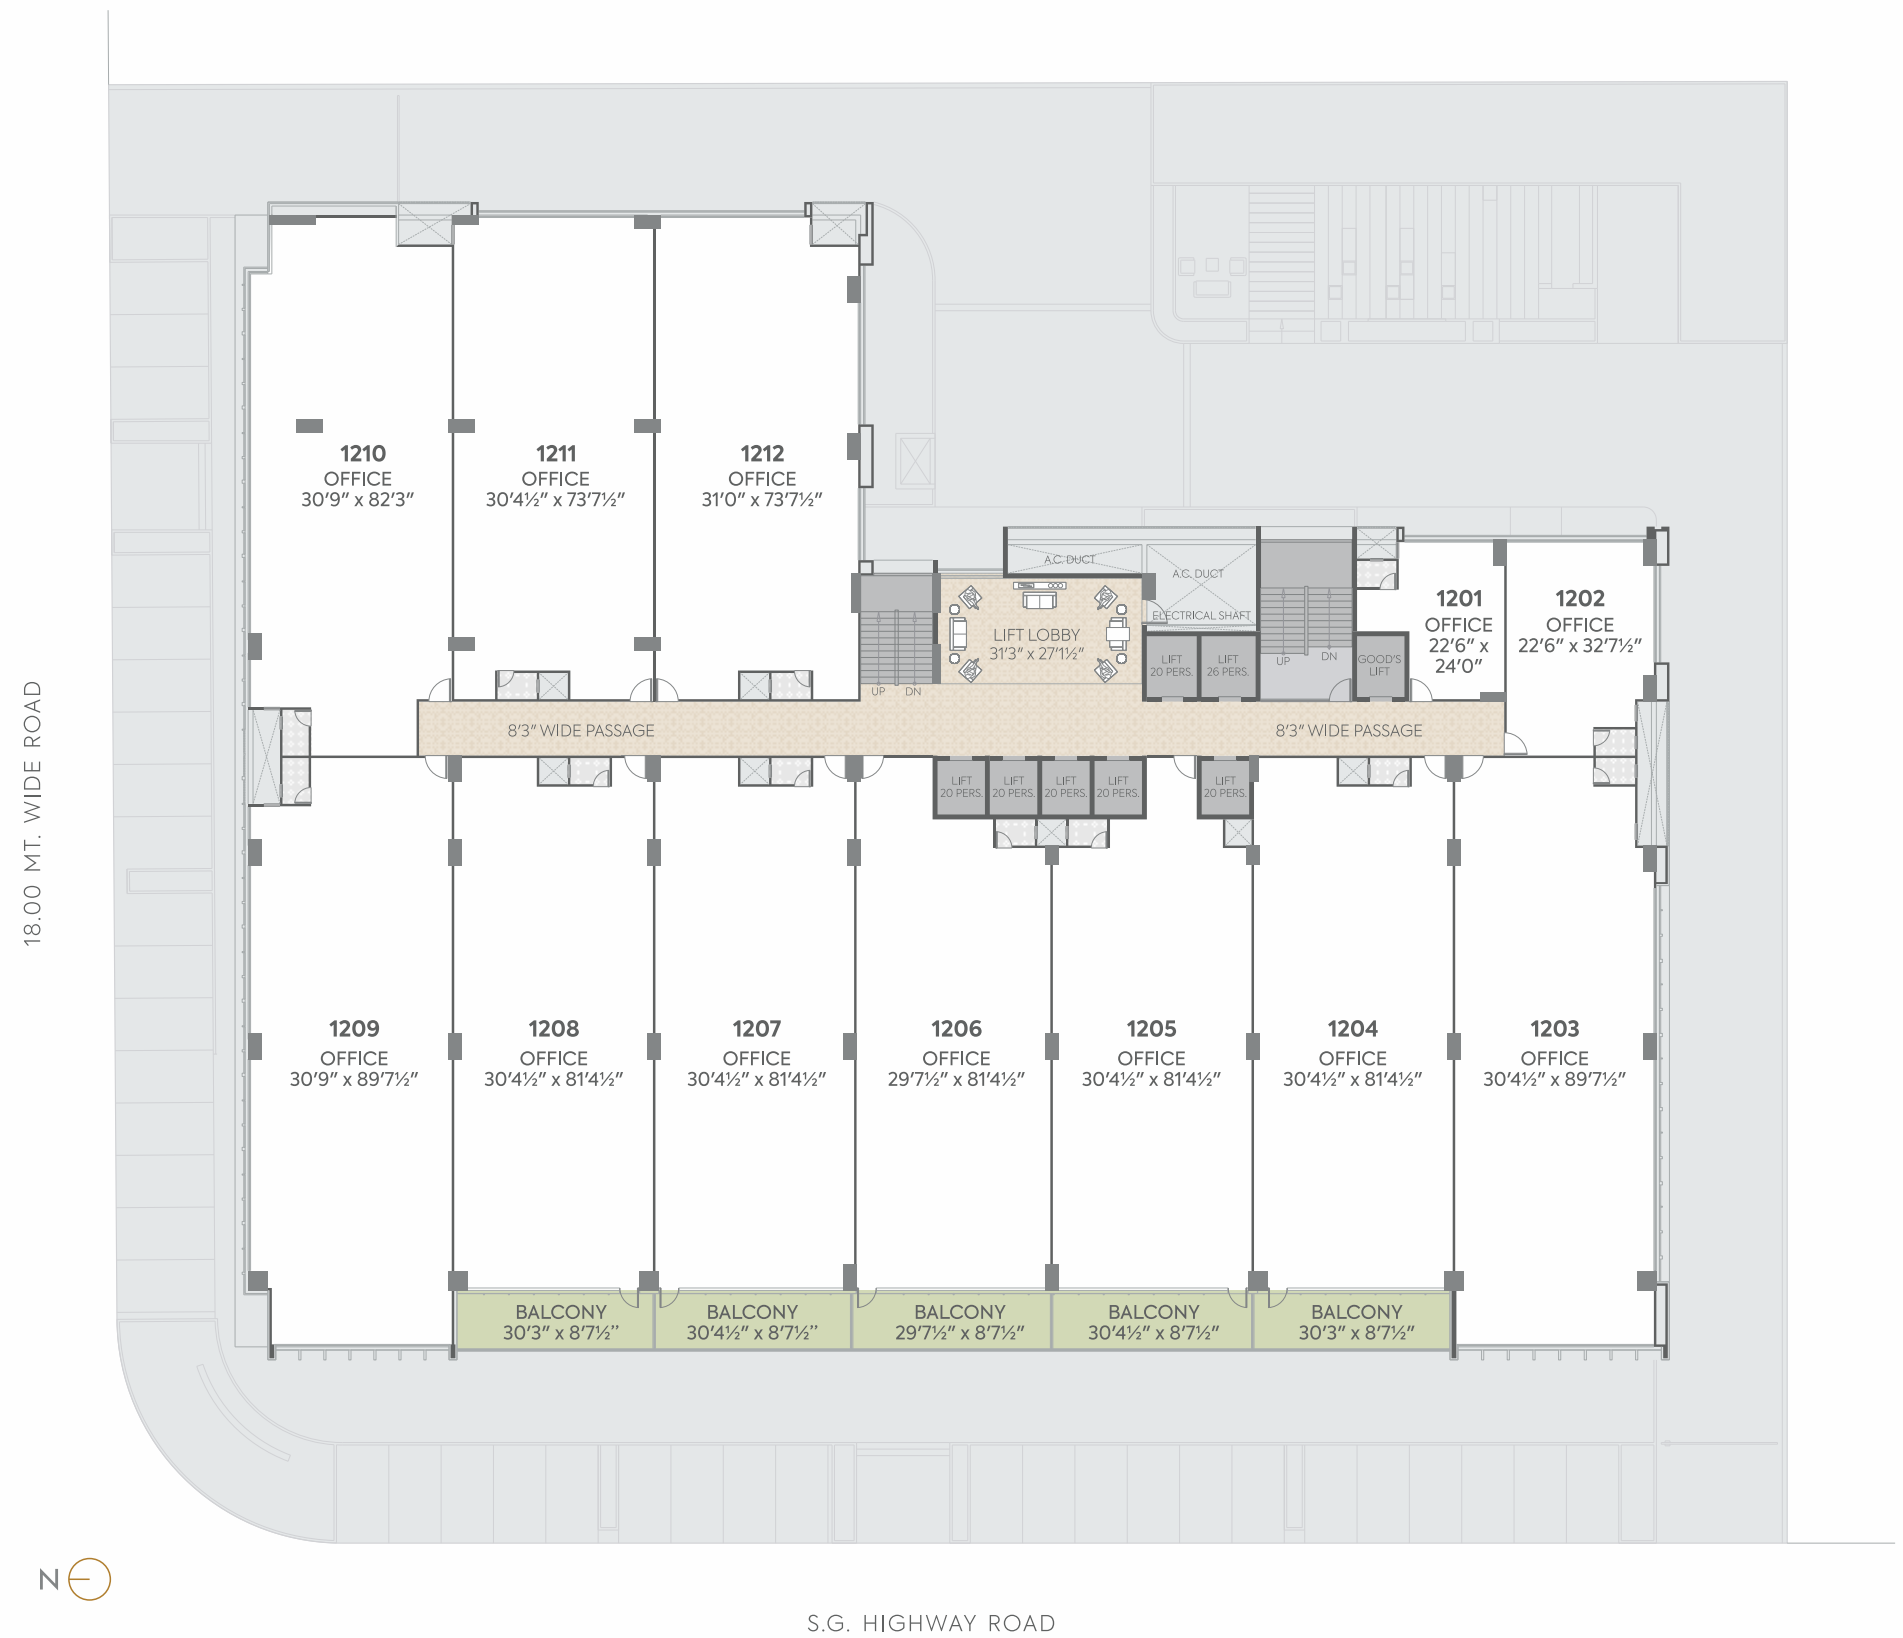 1210
OFFICE
30'9" x 82'3"
1211
OFFICE
30'4½" x 73'7½"
1212
OFFICE
31'0" x 73'7½"
A.C. DUCT
A.C. DUCT
ELECTRICAL SHAFT
LIFT LOBBY
31'3" x 27'1½"
UP
DN
LIFT
20 PERS.
LIFT
26 PERS.
UP
DN
GOOD'S
LIFT
1201
OFFICE
22'6" x
24'0"
1202
OFFICE
22'6" x 32'7½"
8'3" WIDE PASSAGE
8'3" WIDE PASSAGE
LIFT
20 PERS.
LIFT
20 PERS.
LIFT
20 PERS.
LIFT
20 PERS.
LIFT
20 PERS.
18.00 MT. WIDE ROAD
1209
OFFICE
30'9" x 89'7½"
1208
OFFICE
30'4½" x 81'4½"
1207
OFFICE
30'4½" x 81'4½"
1206
OFFICE
29'7½" x 81'4½"
1205
OFFICE
30'4½" x 81'4½"
1204
OFFICE
30'4½" x 81'4½"
1203
OFFICE
30'4½" x 89'7½"
BALCONY
30'3" x 8'7½''
BALCONY
30'4½" x 8'7½''
BALCONY
29'7½" x 8'7½"
BALCONY
30'4½" x 8'7½"
BALCONY
30'3" x 8'7½"
N
S.G. HIGHWAY ROAD